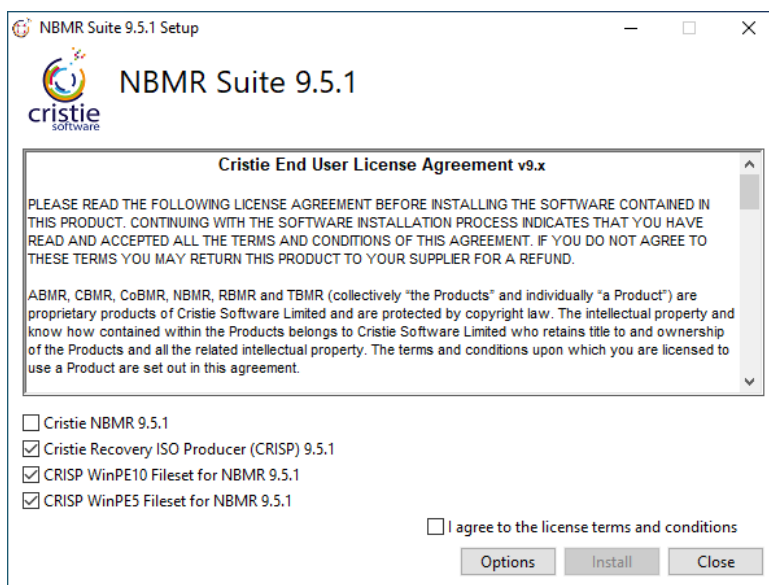 NBMR Suite 9.5.1 Setup
cristie
software
NBMR Suite 9.5.1
Cristie End User License Agreement v9.x
PLEASE READ THE FOLLOWING LICENSE AGREEMENT BEFORE INSTALLING THE SOFTWARE CONTAINED IN
THIS PRODUCT. CONTINUING WITH THE SOFTWARE INSTALLATION PROCESS INDICATES THAT YOU HAVE
READ AND ACCEPTED ALL THE TERMS AND CONDITIONS OF THIS AGREEMENT. IF YOU DO NOT AGREE TO
THESE TERMS YOU MAY RETURN THIS PRODUCT TO YOUR SUPPLIER FOR A REFUND.
ABMR, CBMR, CoBMR, NBMR, RBMR and TBMR (collectively “the Products” and individually “a Product”) are
proprietary products of Cristie Software Limited and are protected by copyright law. The intellectual property and
know how contained within the Products belongs to Cristie Software Limited who retains title to and ownership
of the Products and all the related intellectual property. The terms and conditions upon which you are licensed to
use a Product are set out in this agreement.
Cristie NBMR 9.5.1
Cristie Recovery ISO Producer (CRISP) 9.5.1
CRISP WinPE10 Fileset for NBMR 9.5.1
CRISP WinPE5 Fileset for NBMR 9.5.1
I agree to the license terms and conditions
Options Install Close